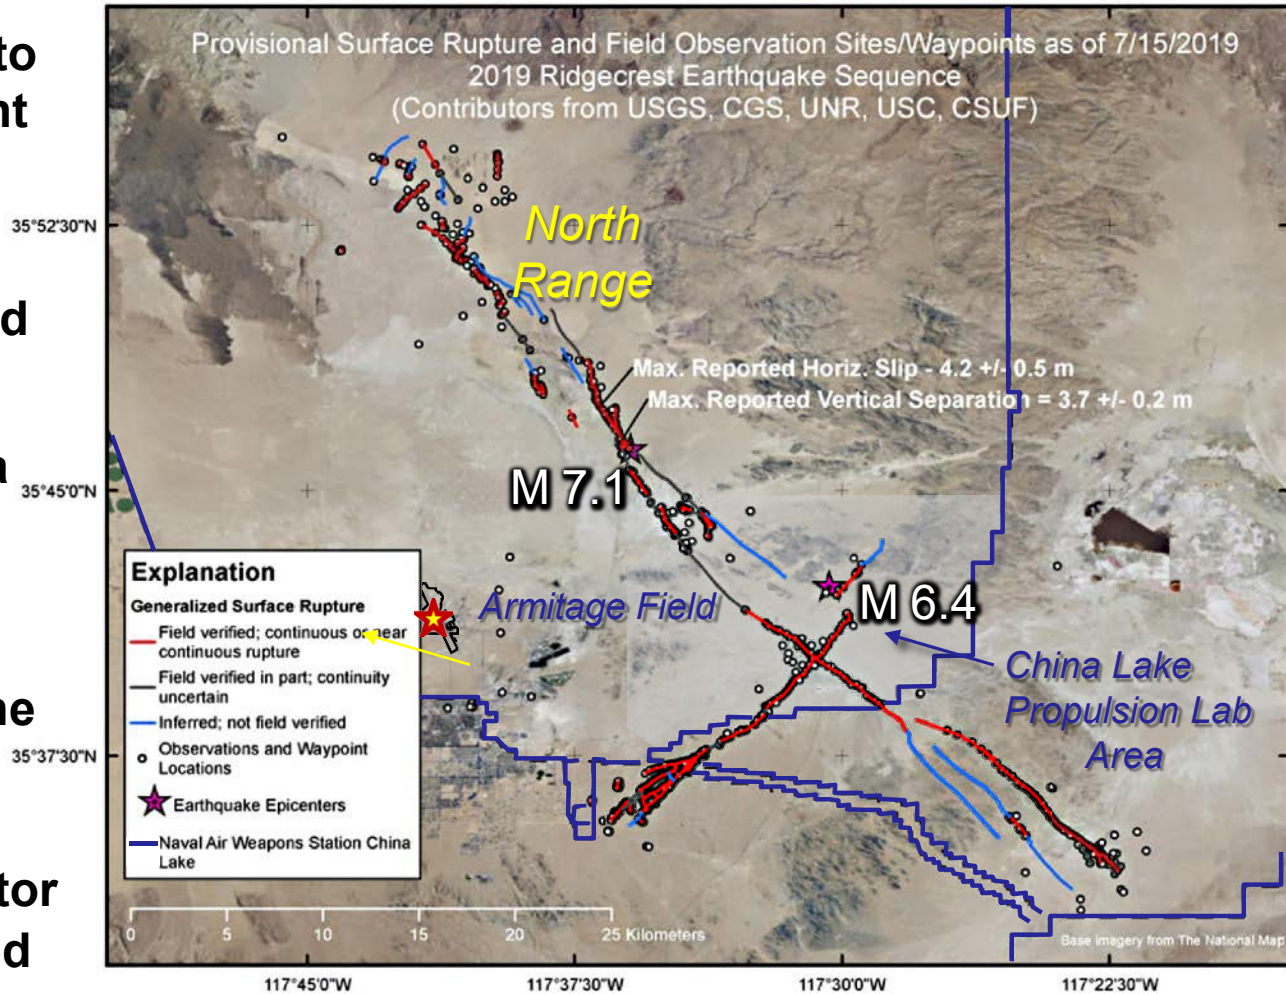 to
nt
d
a
ne
tor
d
Provisional Surface Rupture and Field Observation Sites/Waypoints as of 7/15/2019
2019 Ridgecrest Earthquake Sequence
(Contributors from USGS, CGS, UNR, USC, CSUF)
North
Range
Max. Reported Horiz. Slip - 4.2 +/- 0.5 m
Max. Reported Vertical Separation = 3.7 +/- 0.2 m
M 7.1
Armitage Field
M 6.4
China Lake
Propulsion Lab
Area
35°52'30"N
35°45'0"N
35°37'30"N
Explanation
Generalized Surface Rupture
Field verified; continuous or near
continuous rupture
Field verified in part; continuity
uncertain
Inferred; not field verified
Observations and Waypoint
Locations
Earthquake Epicenters
Naval Air Weapons Station China
Lake
0 5 10 15 20 25 Kilometers
Base imagery from The National Map
117°45'0"W 117°37'30"W 117°30'0"W 117°22'30"W